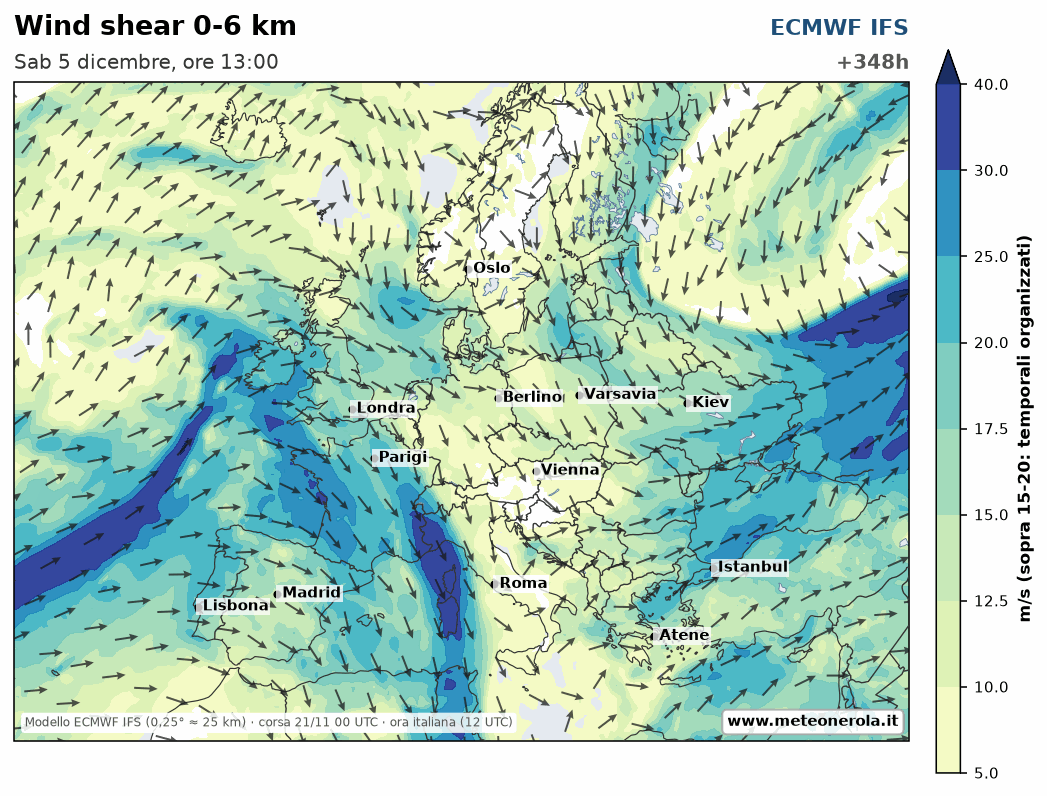 Wind shear 0-6 km
ECMWF IFS
Sab 5 dicembre, ore 13:00
+348h
40.0
30.0
25.0
20.0
17.5
15.0
12.5
10.0
5.0
m/s (sopra 15-20: temporali organizzati)
Oslo
Berlino
Varsavia
Kiev
Londra
Parigi
Vienna
Istanbul
Roma
Madrid
Lisbona
Atene
Modello ECMWF IFS (0,25° ≈ 25 km) · corsa 21/11 00 UTC · ora italiana (12 UTC)
www.meteonerola.it